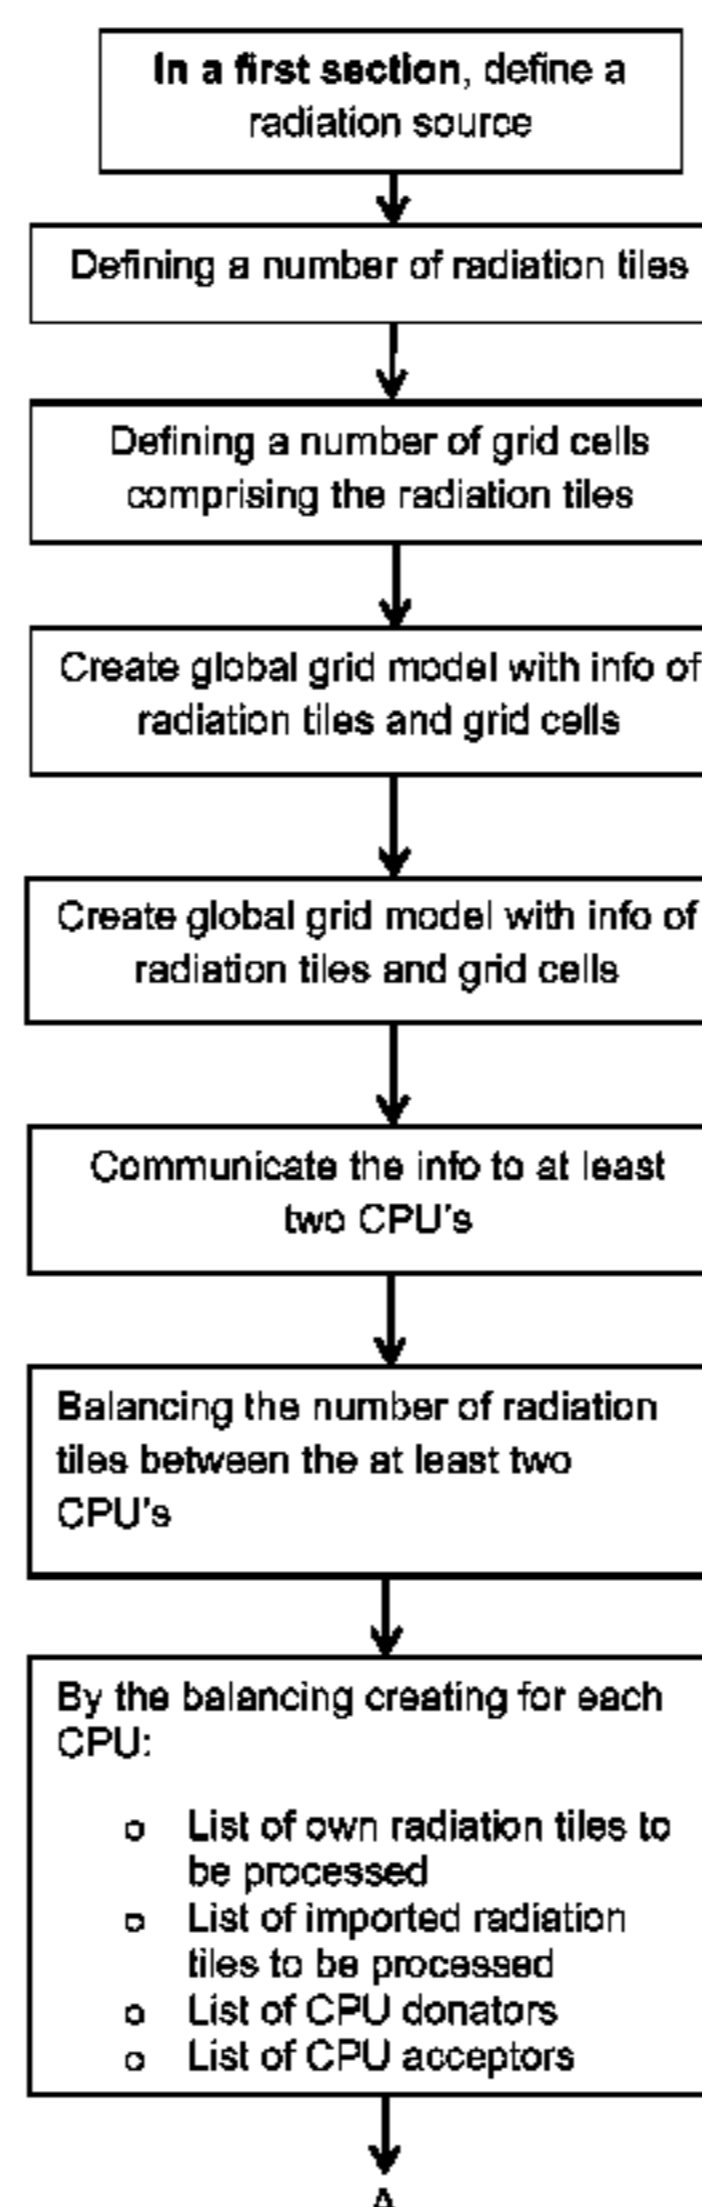 In a first section, define a
radiation source
Defining a number of radiation tiles
Defining a number of grid cells
comprising the radiation tiles
Create global grid model with info of
radiation tiles and grid cells
Create global grid model with info of
radiation tiles and grid cells
Communicate the info to at least
two CPU's
Balancing the number of radiation
tiles between the at least two
CPU's
By the balancing creating for each
CPU:
o List of own radiation tiles to
be processed
o List of imported radiation
tiles to be processed
o List of CPU donators
o List of CPU acceptors
A